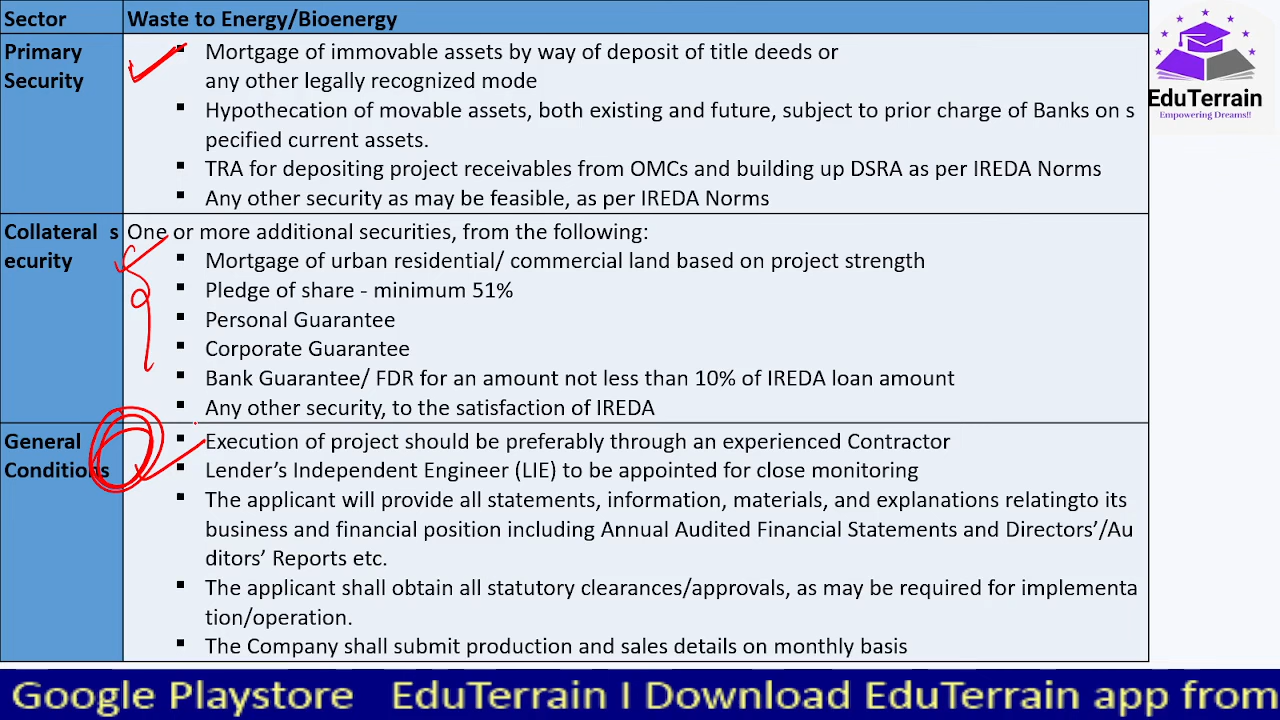 Sector Waste to Energy/Bioenergy
Primary Security
▪ Mortgage of immovable assets by way of deposit of title deeds or
any other legally recognized mode
▪ Hypothecation of movable assets, both existing and future, subject to prior charge of Banks on s
pecified current assets.
▪ TRA for depositing project receivables from OMCs and building up DSRA as per IREDA Norms
▪ Any other security as may be feasible, as per IREDA Norms
Collateral s
ecurity
One or more additional securities, from the following:
▪ Mortgage of urban residential/ commercial land based on project strength
▪ Pledge of share - minimum 51%
▪ Personal Guarantee
▪ Corporate Guarantee
▪ Bank Guarantee/ FDR for an amount not less than 10% of IREDA loan amount
▪ Any other security, to the satisfaction of IREDA
General
Conditions
▪ Execution of project should be preferably through an experienced Contractor
▪ Lender's Independent Engineer (LIE) to be appointed for close monitoring
▪ The applicant will provide all statements, information, materials, and explanations relatingto its
business and financial position including Annual Audited Financial Statements and Directors'/Au
ditors' Reports etc.
▪ The applicant shall obtain all statutory clearances/approvals, as may be required for implementa
tion/operation.
▪ The Company shall submit production and sales details on monthly basis
EduTerrain
Empowering Dreams!!
Google Playstore EduTerrain I Download EduTerrain app from